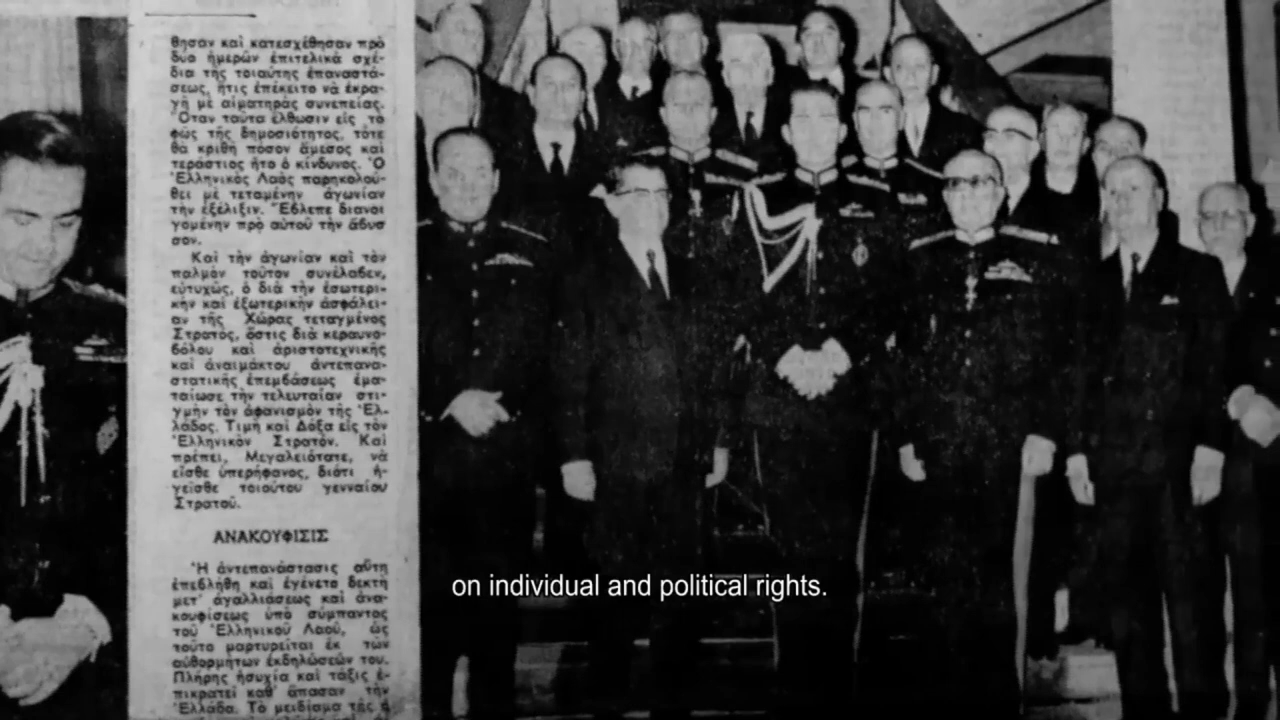 θησαν καὶ κατεσχέθησαν πρὸ
δύο ἡμερῶν ἐπιτελικὰ σχέ-
δια τῆς τοιαύτης ἐπαναστά-
σεως, ἥτις ἐπέκειτο νὰ ἐκρα-
γῇ μὲ αἱματηρὰς συνεπείας.
Ὅταν ταῦτα ἔλθωσιν εἰς τὸ
φῶς τῆς δημοσιότητος, τότε
θὰ κριθῇ πόσον ἄμεσος καὶ
τεράστιος ἦτο ὁ κίνδυνος. Ὁ
Ἑλληνικὸς Λαὸς παρηκολού-
θει μὲ τεταμένην ἀγωνίαν
τὴν ἐξέλιξιν. Ἔβλεπε διανοι
γομένην πρὸ αὐτοῦ τὴν ἄβυσ
σον.
Καὶ τὴν ἀγωνίαν καὶ τὸν
παλμὸν τοῦτον συνέλαβεν,
εὐτυχῶς, ὁ διὰ τὴν ἐσωτερι-
κὴν καὶ ἐξωτερικὴν ἀσφάλει-
αν τῆς Χώρας τεταγμένος
Στρατός, ὅστις διὰ κεραυνο-
βόλου καὶ ἀριστοτεχνικῆς
καὶ ἀναιμάκτου ἀντεπανα-
στατικῆς ἐπεμβάσεως ἐμα-
ταίωσε τὴν τελευταίαν στι-
γμὴν τὸν ἀφανισμὸν τῆς Ἑλ-
λάδος. Τιμὴ καὶ Δόξα εἰς τὸν
Ἑλληνικὸν Στρατόν. Καὶ
πρέπει, Μεγαλειότατε, νὰ
εἶσθε ὑπερήφανος, διότι ἡ-
γεῖσθε τοιούτου γενναίου
Στρατοῦ.
ΑΝΑΚΟΥΦΙΣΙΣ
Ἡ ἀντεπανάστασις αὕτη
ἐπεβλήθη καὶ ἐγένετο δεκτὴ
μετ' ἀγαλλιάσεως καὶ ἀνα-
κουφίσεως ὑπὸ σύμπαντος
τοῦ Ἑλληνικοῦ Λαοῦ, ὡς
τοῦτο μαρτυρεῖται ἐκ τῶν
αὐθορμήτων ἐκδηλώσεών του.
Πλήρης ἡσυχία καὶ τάξις ἐ-
πικρατεῖ καθ' ἅπασαν τὴν
Ἑλλάδα. Τὸ μειδίαμα τῆς
on individual and political rights.